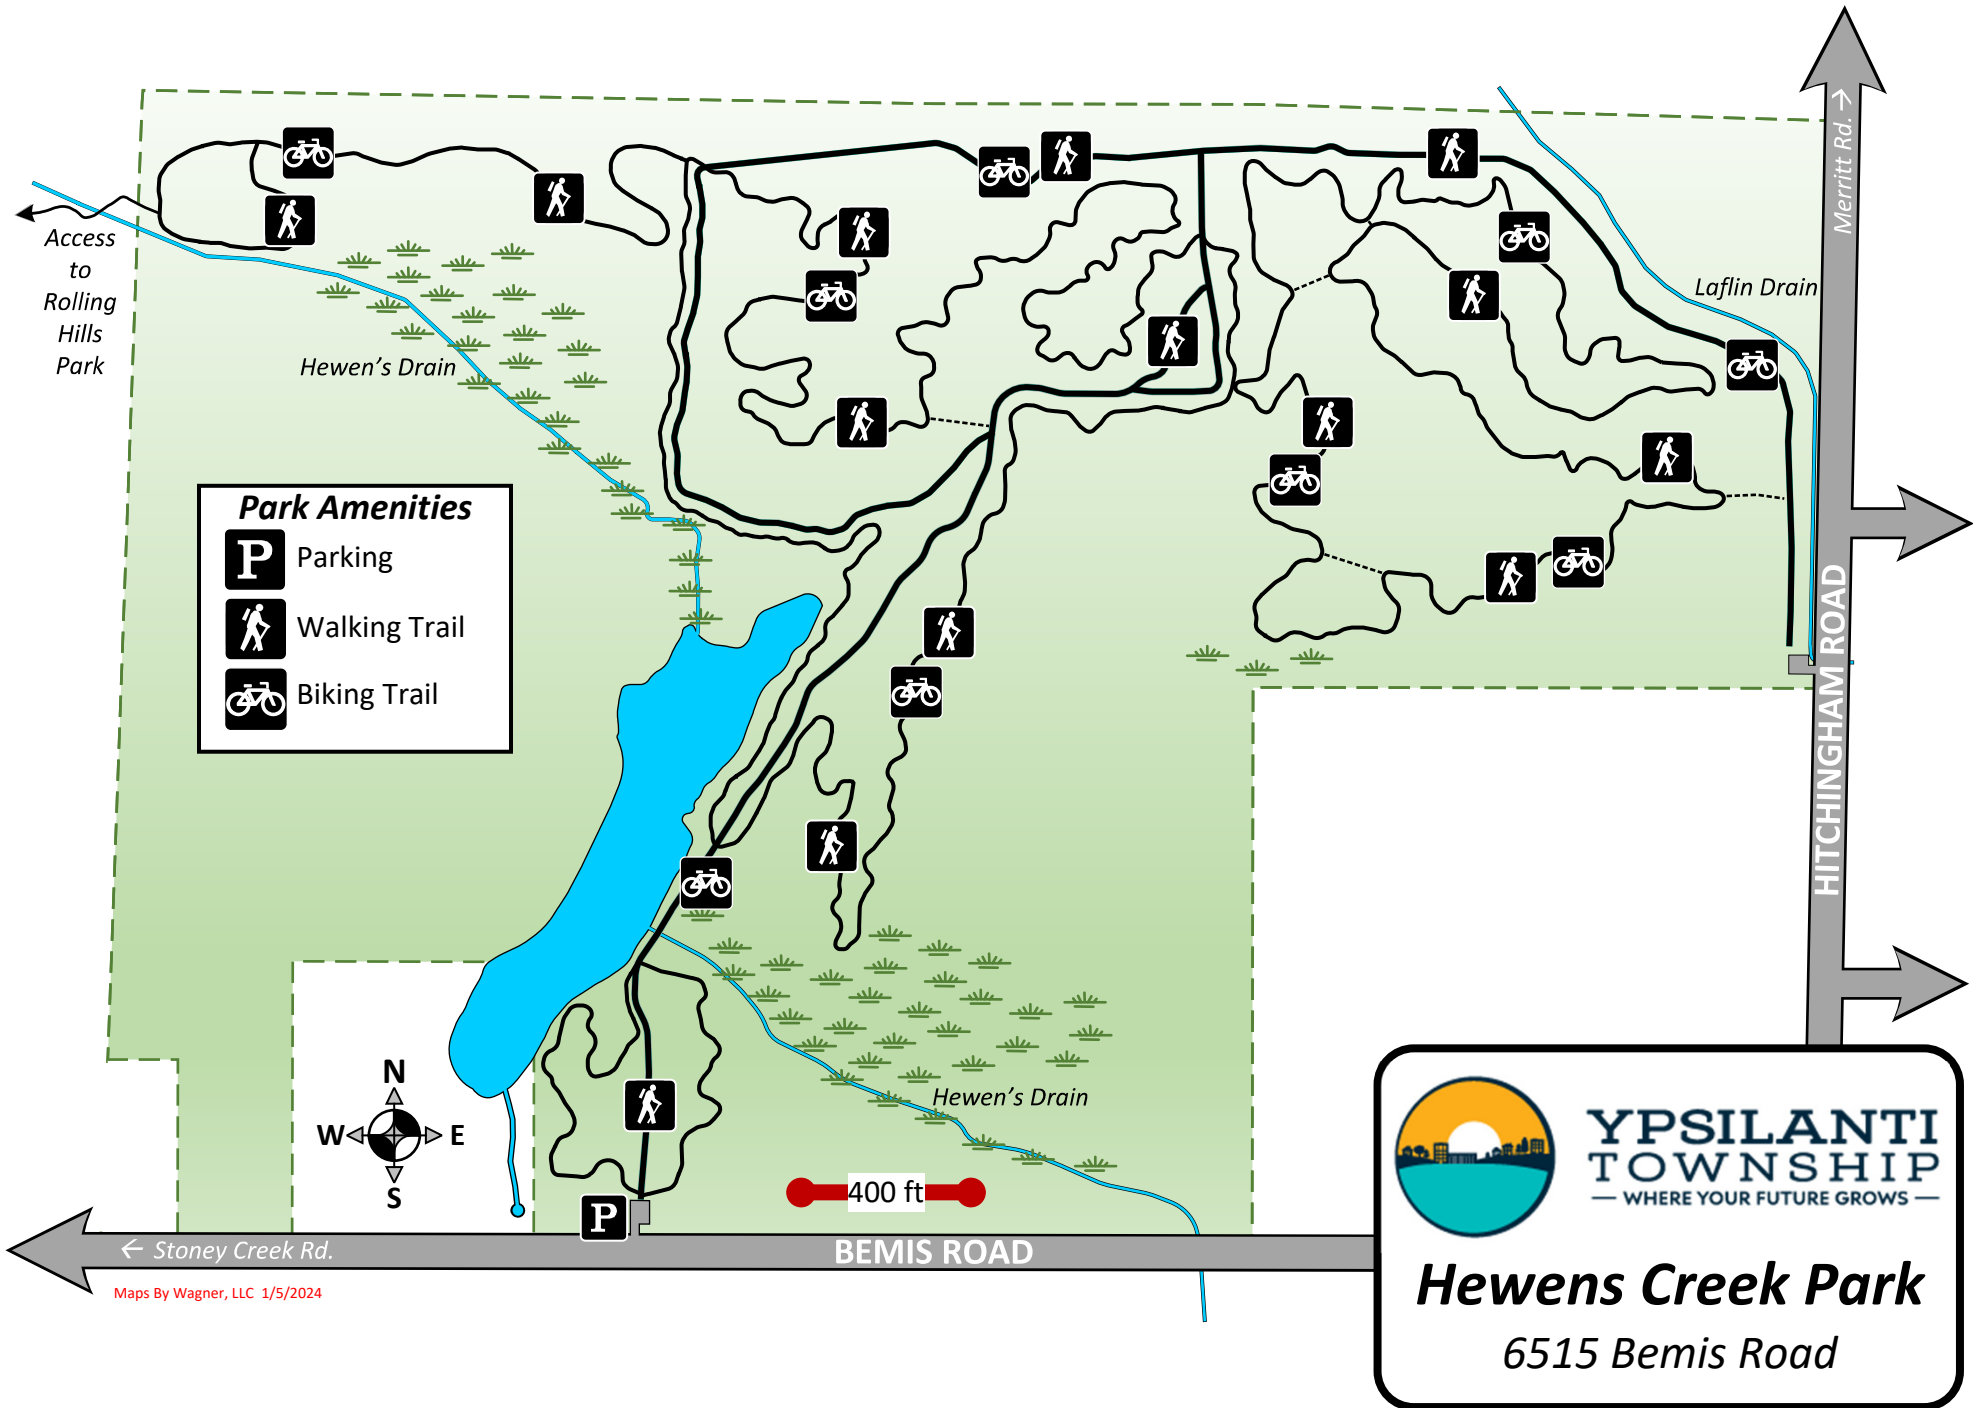 Merritt Rd. →
Access
to
Rolling
Hills
Park
Laflin Drain
Hewen's Drain
Park Amenities
P Parking
Walking Trail
Biking Trail
HITCHINGHAM ROAD
N
W E
S
Hewen's Drain
400 ft
P
← Stoney Creek Rd.
BEMIS ROAD
Maps By Wagner, LLC 1/5/2024
YPSILANTI
TOWNSHIP
— WHERE YOUR FUTURE GROWS —
Hewens Creek Park
6515 Bemis Road